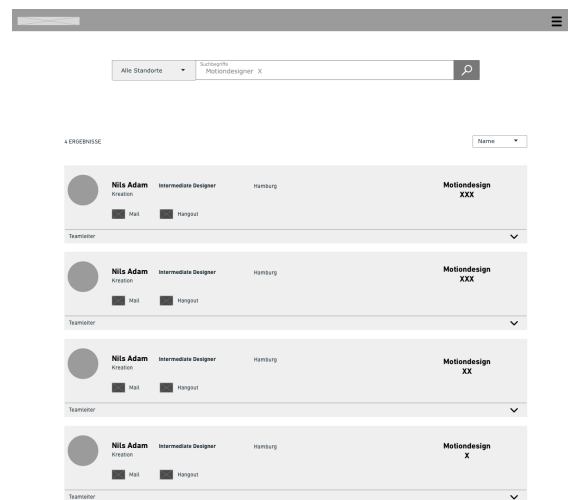 Alle Standorte
Suchbegriffe
Motiondesigner X
4 ERGEBNISSE
Name
Nils Adam Intermediate Designer Hamburg Motiondesign
Kreation XXX
Mail Hangout
Teamleiter
Nils Adam Intermediate Designer Hamburg Motiondesign
Kreation XXX
Mail Hangout
Teamleiter
Nils Adam Intermediate Designer Hamburg Motiondesign
Kreation XX
Mail Hangout
Teamleiter
Nils Adam Intermediate Designer Hamburg Motiondesign
Kreation X
Mail Hangout
Teamleiter